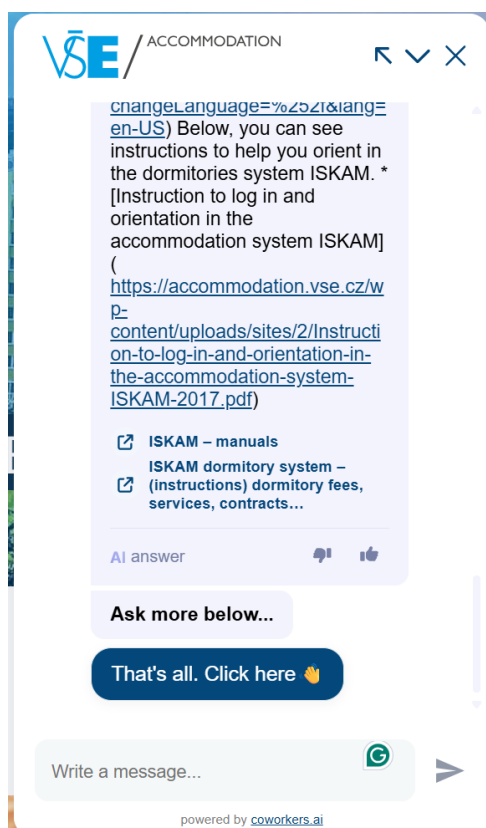 VŠE / ACCOMMODATION
changeLanguage=%252f&lang=
en-US) Below, you can see
instructions to help you orient in
the dormitories system ISKAM. *
[Instruction to log in and
orientation in the
accommodation system ISKAM]
(
https://accommodation.vse.cz/w
p-
content/uploads/sites/2/Instructi
on-to-log-in-and-orientation-in-
the-accommodation-system-
ISKAM-2017.pdf)
ISKAM – manuals
ISKAM dormitory system –
(instructions) dormitory fees,
services, contracts…
AI answer
Ask more below...
That's all. Click here 👋
Write a message...
powered by coworkers.ai